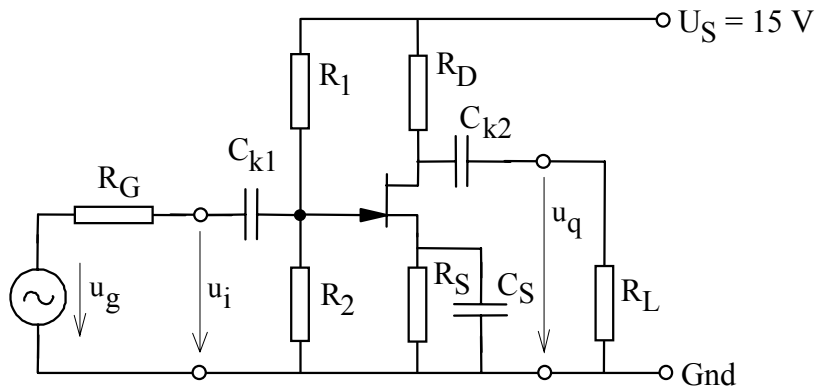 U_S = 15 V
R_1
R_D
C_k2
C_k1
R_G
u_q
u_g
u_i
R_2
R_S
C_S
R_L
Gnd